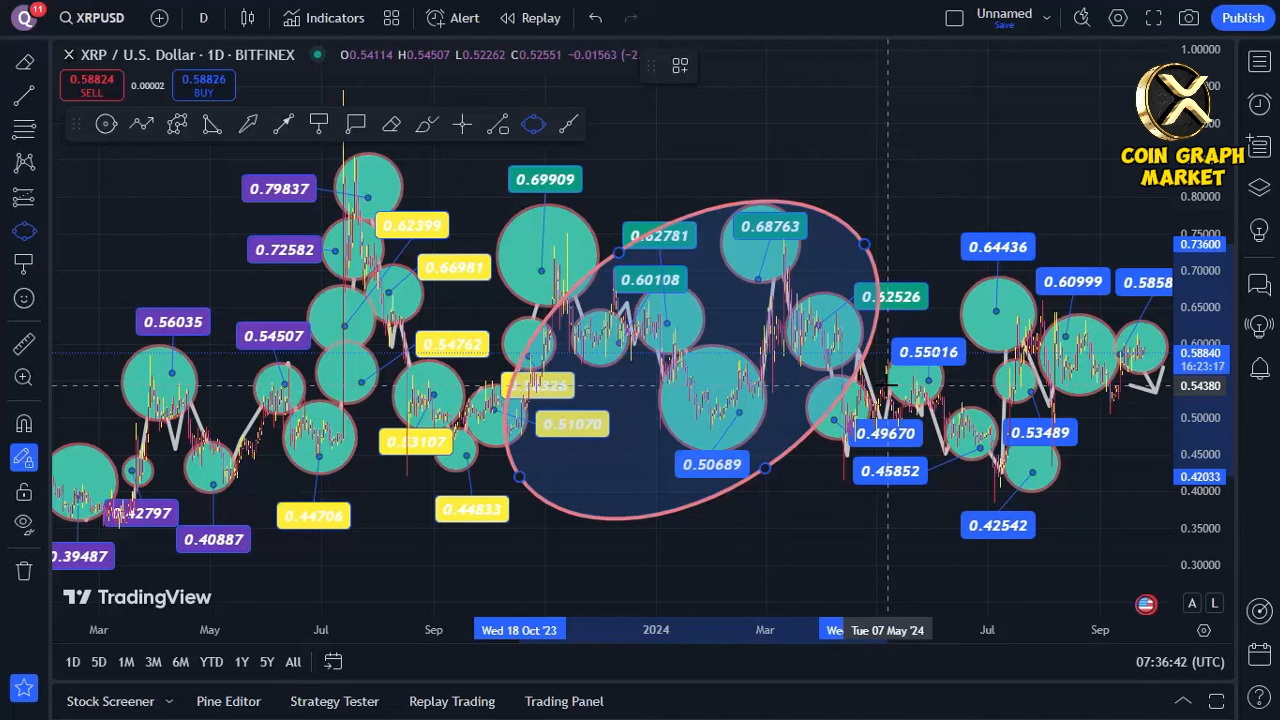 Q
11
XRPUSD
D
Indicators
Alert
Replay
Unnamed
Save
Publish
XRP / U.S. Dollar · 1D · BITFINEX
O0.54114 H0.54507 L0.52262 C0.52551 -0.01563 (-2.
0.58824
SELL
0.00002
0.58826
BUY
COIN GRAPH
MARKET
1.00000
0.80000
0.75000
0.73600
0.70000
0.65000
0.60000
0.58840
16:23:17
0.54380
0.50000
0.45000
0.42033
0.40000
0.35000
0.30000
0.79837
0.69909
0.62399
0.72582
0.66981
0.62781
0.68763
0.60108
0.62526
0.64436
0.60999
0.5858
0.56035
0.54507
0.54762
0.55016
0.51070
0.53107
0.49670
0.53489
0.50689
0.45852
0.42797
0.44706
0.44833
0.42542
0.40887
0.39487
TradingView
A
L
Mar
May
Jul
Sep
Wed 18 Oct '23
2024
Mar
We
Tue 07 May '24
Jul
Sep
1D
5D
1M
3M
6M
YTD
1Y
5Y
All
07:36:42 (UTC)
Stock Screener
Pine Editor
Strategy Tester
Replay Trading
Trading Panel